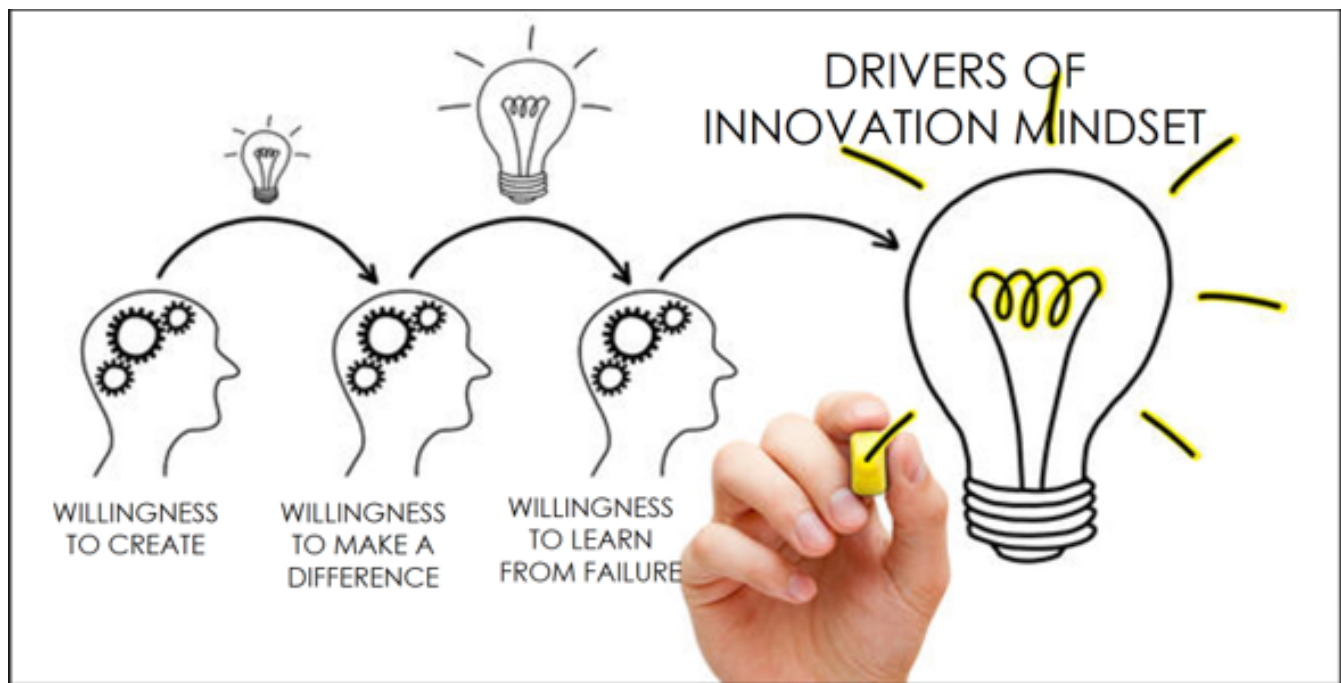 DRIVERS OF
INNOVATION MINDSET
WILLINGNESS
TO CREATE
WILLINGNESS
TO MAKE A
DIFFERENCE
WILLINGNESS
TO LEARN
FROM FAILURE